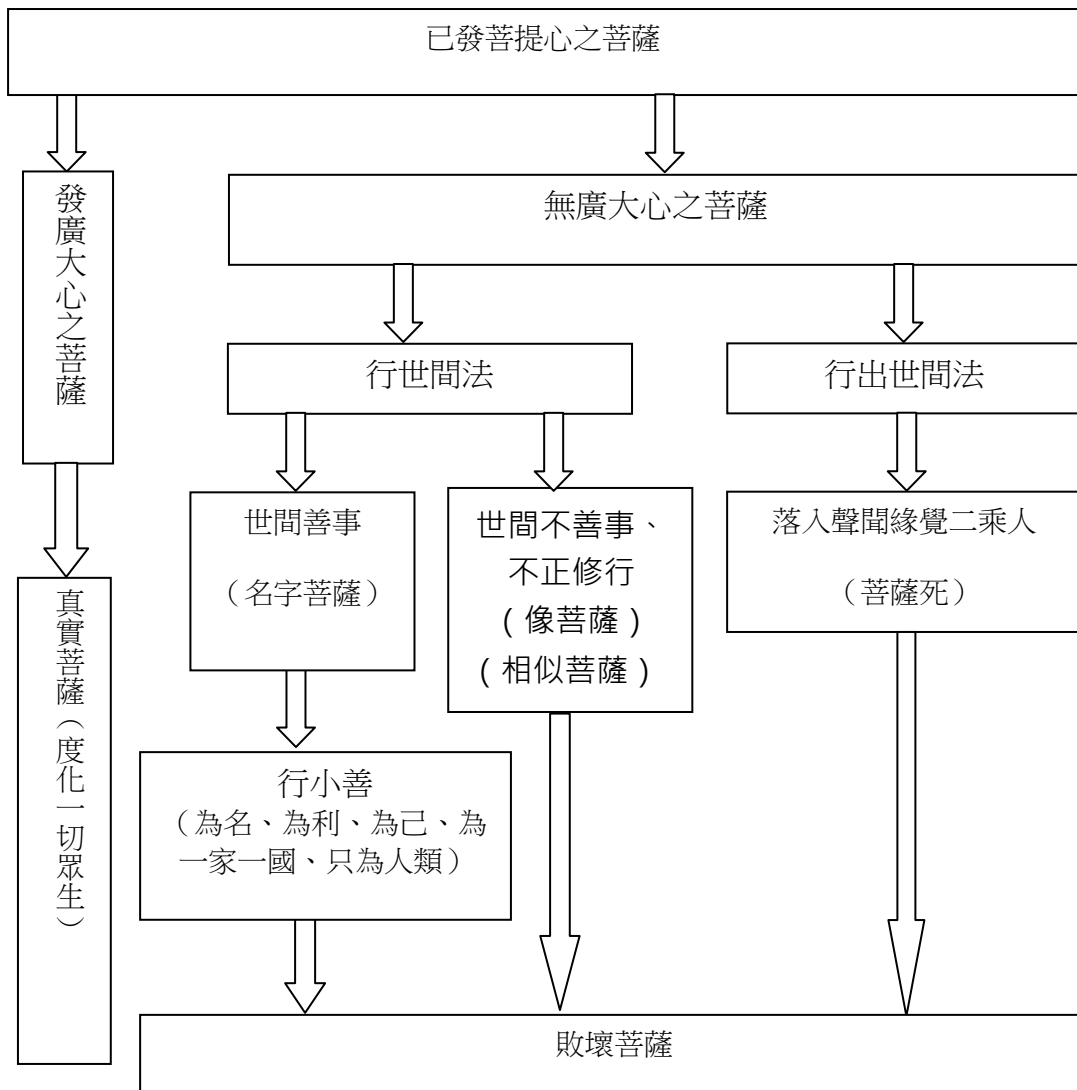 已發菩提心之菩薩
發廣大心之菩薩
無廣大心之菩薩
行世間法
行出世間法
世間善事
（名字菩薩）
世間不善事、
不正修行
（像菩薩）
（相似菩薩）
落入聲聞緣覺二乘人
（菩薩死）
真實菩薩（度化一切眾生）
行小善
（為名、為利、為己、為
一家一國、只為人類）
敗壞菩薩